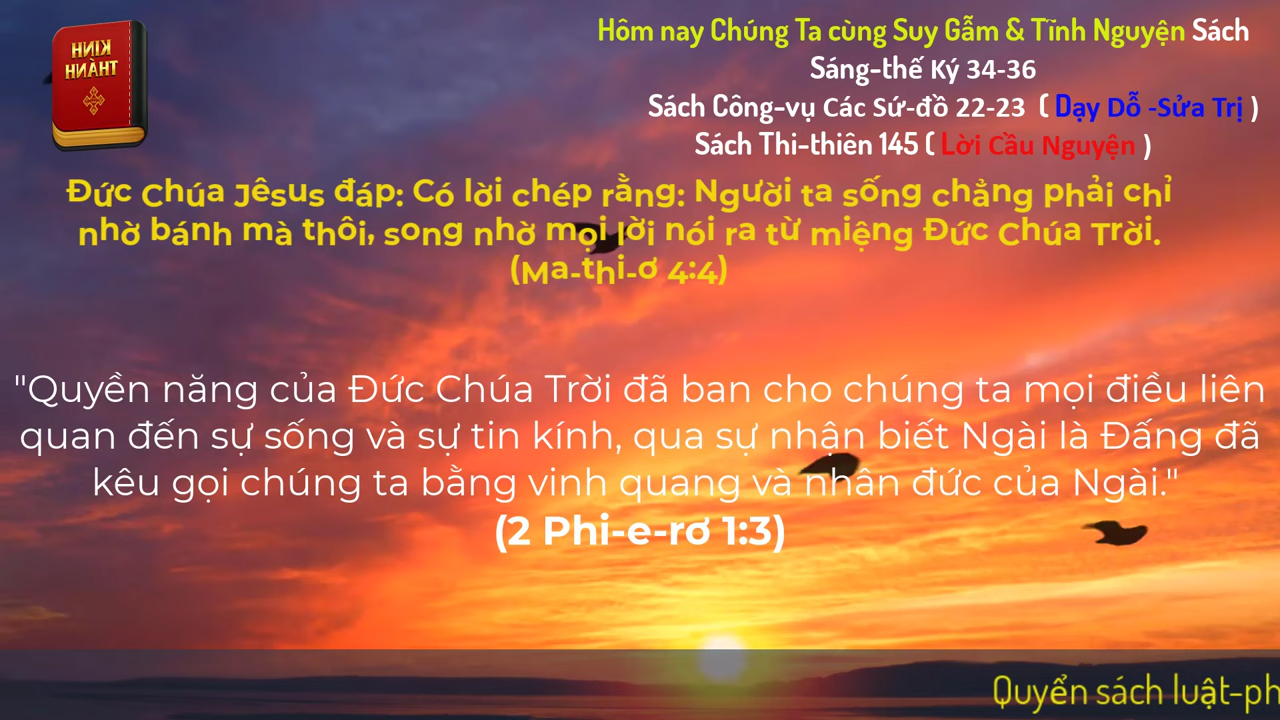 KINH
THÁNH
Hôm nay Chúng Ta cùng Suy Gẫm & Tĩnh Nguyện Sách
Sáng-thế Ký 34-36
Sách Công-vụ Các Sứ-đồ 22-23 ( Dạy Dỗ -Sửa Trị )
Sách Thi-thiên 145 ( Lời Cầu Nguyện )
Đức Chúa Jêsus đáp: Có lời chép rằng: Người ta sống chẳng phải chỉ
nhờ bánh mà thôi, song nhờ mọi lời nói ra từ miệng Đức Chúa Trời.
(Ma-thi-ơ 4:4)
"Quyền năng của Đức Chúa Trời đã ban cho chúng ta mọi điều liên
quan đến sự sống và sự tin kính, qua sự nhận biết Ngài là Đấng đã
kêu gọi chúng ta bằng vinh quang và nhân đức của Ngài."
(2 Phi-e-rơ 1:3)
Quyển sách luật-ph